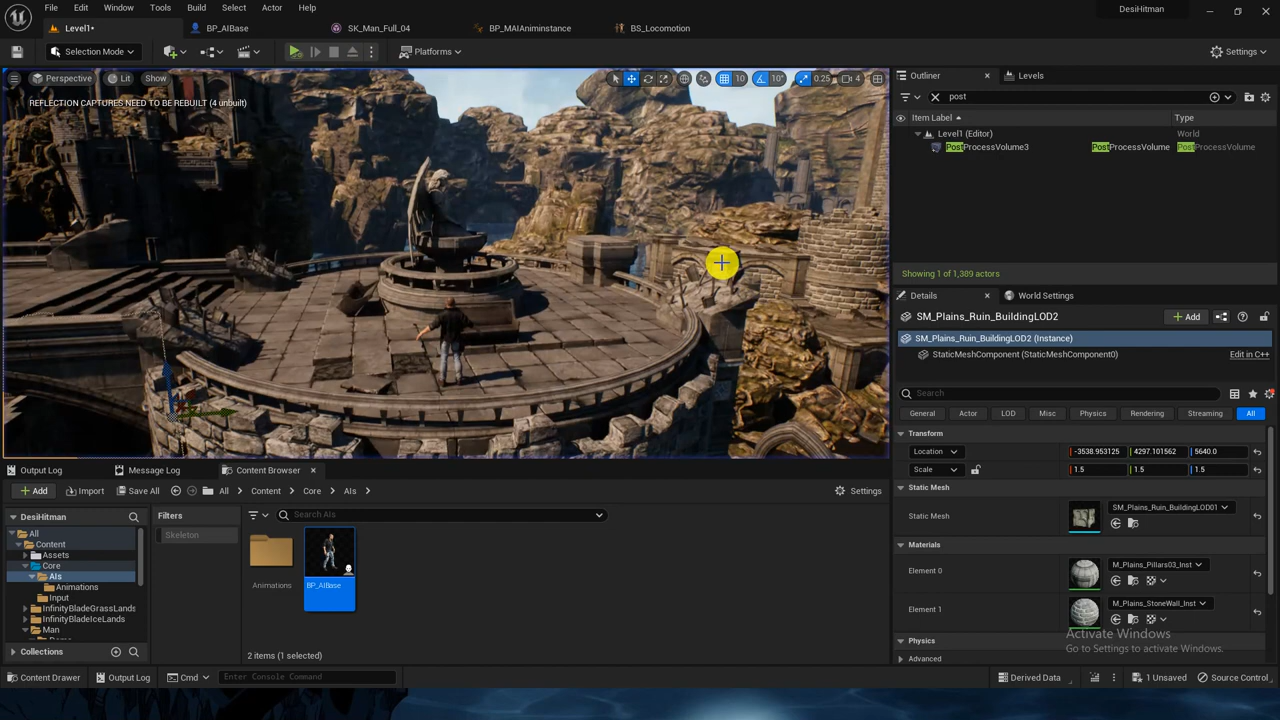 File Edit Window Tools Build Select Actor Help
DesiHitman
Level1*
BP_AIBase
SK_Man_Full_04
BP_MAIAniminstance
BS_Locomotion
Selection Mode
Platforms
Settings
Perspective
Lit
Show
10
10°
0.25
4
REFLECTION CAPTURES NEED TO BE REBUILT (4 unbuilt)
Outliner
Levels
post
Item Label
Type
Level1 (Editor)
World
PostProcessVolume3
PostProcessVolume
PostProcessVolume
Showing 1 of 1,389 actors
Details
World Settings
SM_Plains_Ruin_BuildingLOD2
Add
SM_Plains_Ruin_BuildingLOD2 (Instance)
StaticMeshComponent (StaticMeshComponent0)
Edit in C++
Search
General
Actor
LOD
Misc
Physics
Rendering
Streaming
All
Transform
Location
-3538.953125
4297.101562
5640.0
Scale
1.5
1.5
1.5
Static Mesh
Static Mesh
SM_Plains_Ruin_BuildingLOD01
Materials
Element 0
M_Plains_Pillars03_Inst
Element 1
M_Plains_StoneWall_Inst
Physics
Advanced
Activate Windows
Go to Settings to activate Windows.
Output Log
Message Log
Content Browser
Add
Import
Save All
All
Content
Core
AIs
Settings
DesiHitman
All
Content
Assets
Core
AIs
Animations
Input
InfinityBladeGrassLands
InfinityBladeIceLands
Man
Collections
Filters
Skeleton
Search AIs
Animations
BP_AIBase
2 items (1 selected)
Content Drawer
Output Log
Cmd
Enter Console Command
Derived Data
1 Unsaved
Source Control